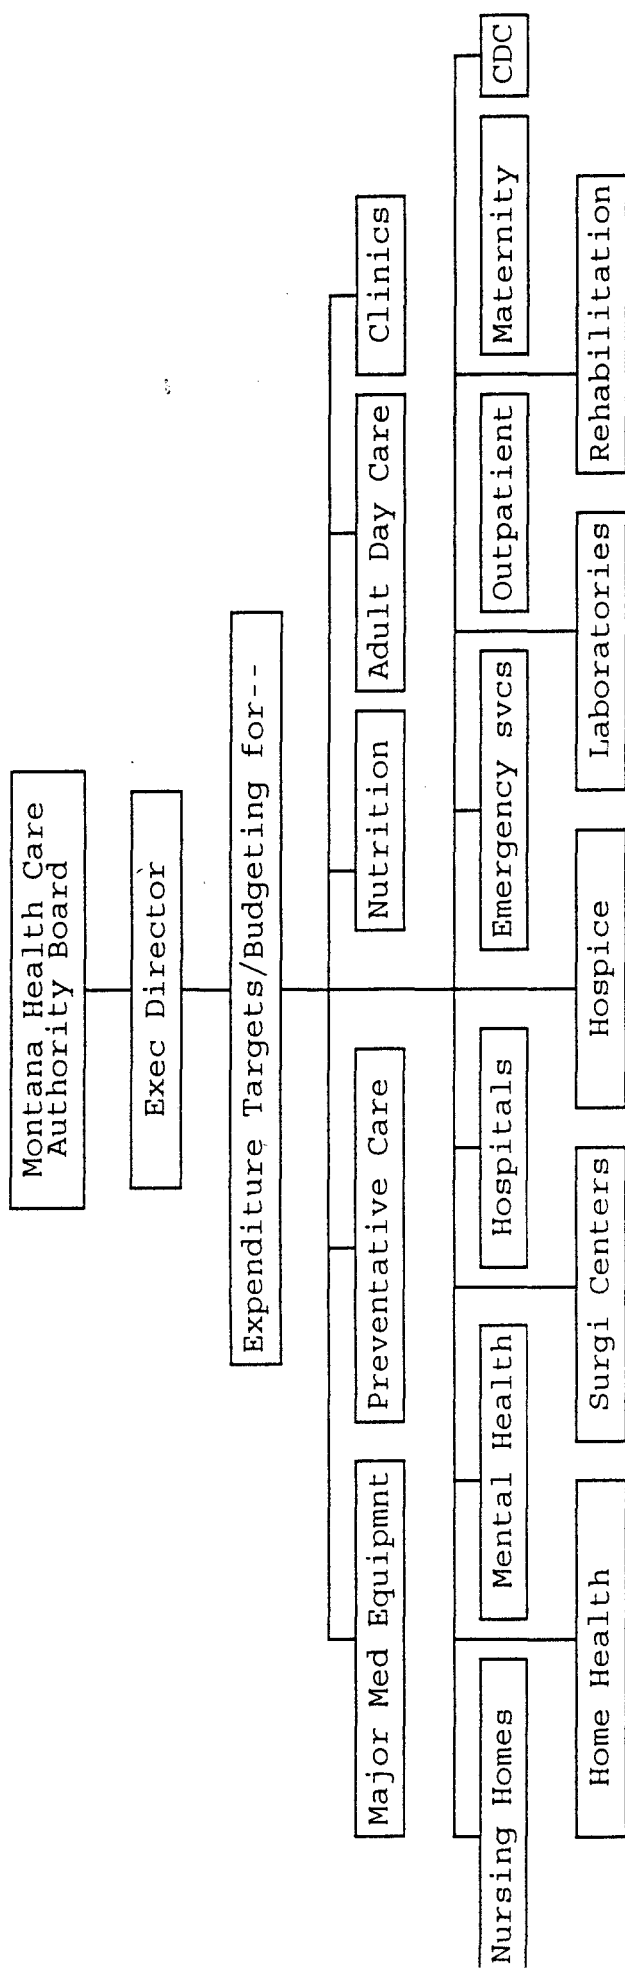 Montana Health Care
Authority Board
Exec Director
Expenditure Targets/Budgeting for--
Major Med Equipmnt
Preventative Care
Nutrition
Adult Day Care
Clinics
Nursing Homes
Mental Health
Hospitals
Emergency svcs
Outpatient
Maternity
CDC
Home Health
Surgi Centers
Hospice
Laboratories
Rehabilitation